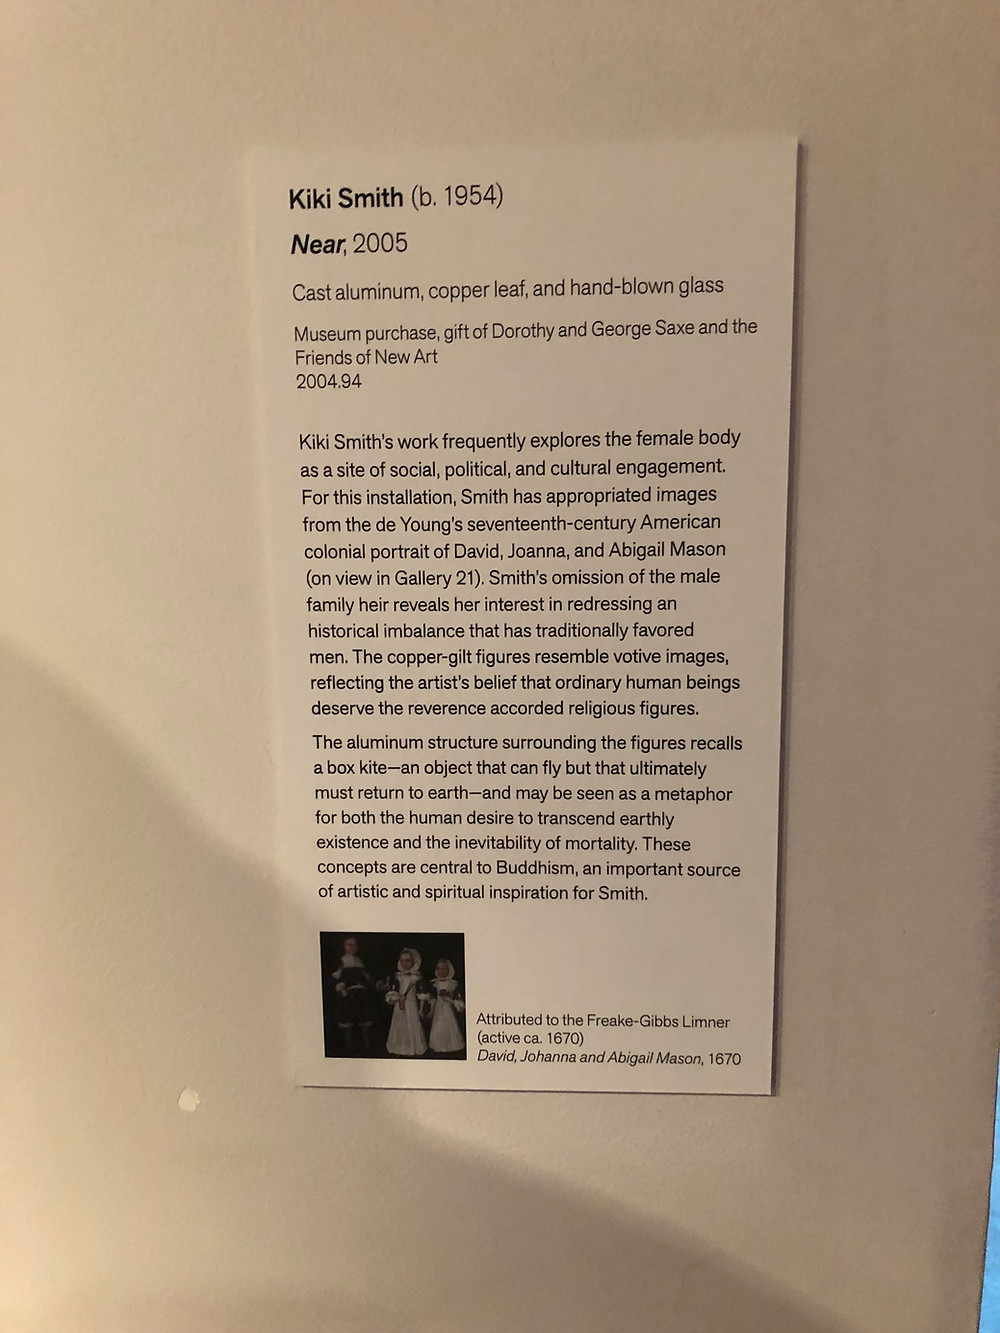 Kiki Smith (b. 1954)
Near, 2005
Cast aluminum, copper leaf, and hand-blown glass
Museum purchase, gift of Dorothy and George Saxe and the
Friends of New Art
2004.94
Kiki Smith's work frequently explores the female body
as a site of social, political, and cultural engagement.
For this installation, Smith has appropriated images
from the de Young's seventeenth-century American
colonial portrait of David, Joanna, and Abigail Mason
(on view in Gallery 21). Smith's omission of the male
family heir reveals her interest in redressing an
historical imbalance that has traditionally favored
men. The copper-gilt figures resemble votive images,
reflecting the artist's belief that ordinary human beings
deserve the reverence accorded religious figures.
The aluminum structure surrounding the figures recalls
a box kite—an object that can fly but that ultimately
must return to earth—and may be seen as a metaphor
for both the human desire to transcend earthly
existence and the inevitability of mortality. These
concepts are central to Buddhism, an important source
of artistic and spiritual inspiration for Smith.
Attributed to the Freake-Gibbs Limner
(active ca. 1670)
David, Johanna and Abigail Mason, 1670